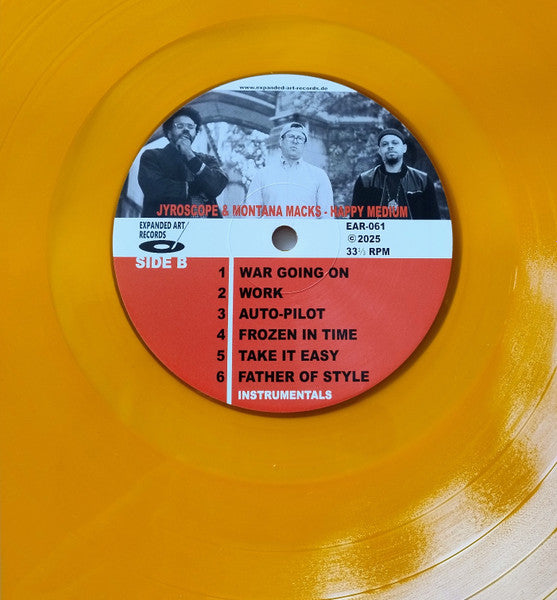 www.expanded-art-records.de
JYROSCOPE & MONTANA MACKS - HAPPY MEDIUM
EXPANDED ART
RECORDS
SIDE B
EAR-061
©2025
33⅓ RPM
1 WAR GOING ON
2 WORK
3 AUTO-PILOT
4 FROZEN IN TIME
5 TAKE IT EASY
6 FATHER OF STYLE
INSTRUMENTALS